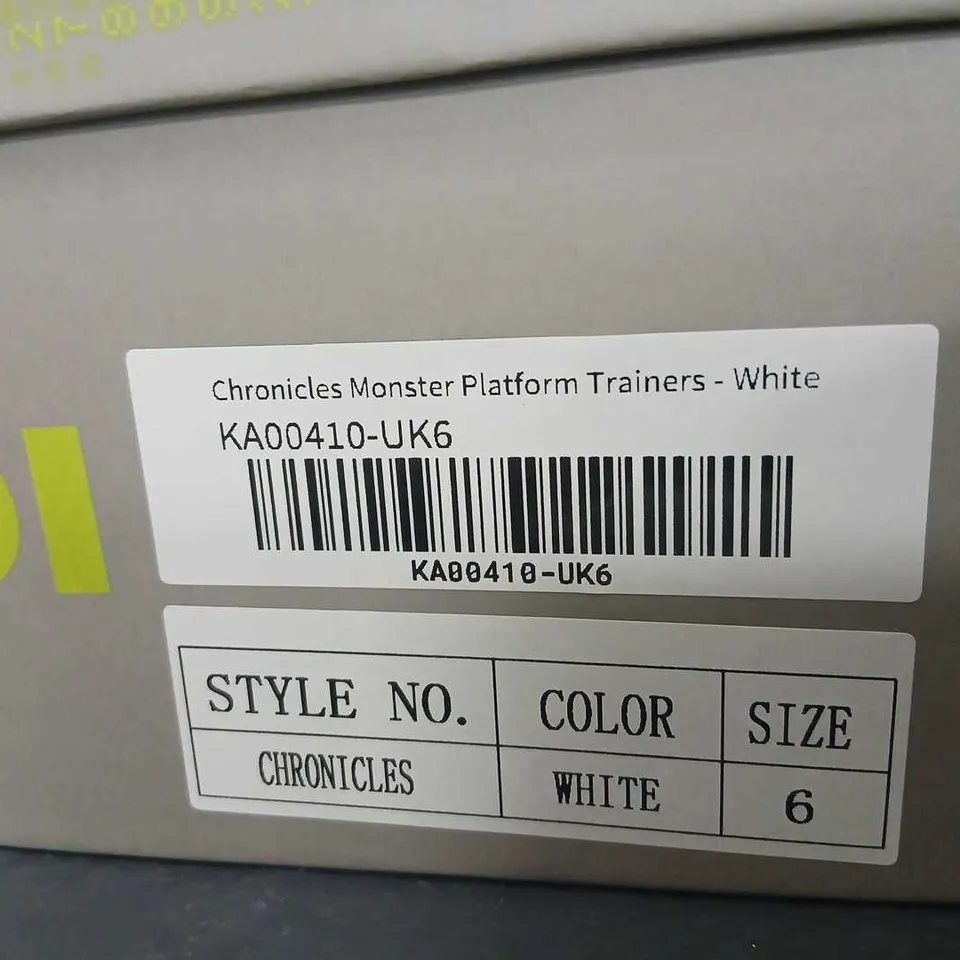 Chronicles Monster Platform Trainers - White
KA00410-UK6
KA00410-UK6
STYLE NO. COLOR SIZE
CHRONICLES WHITE 6